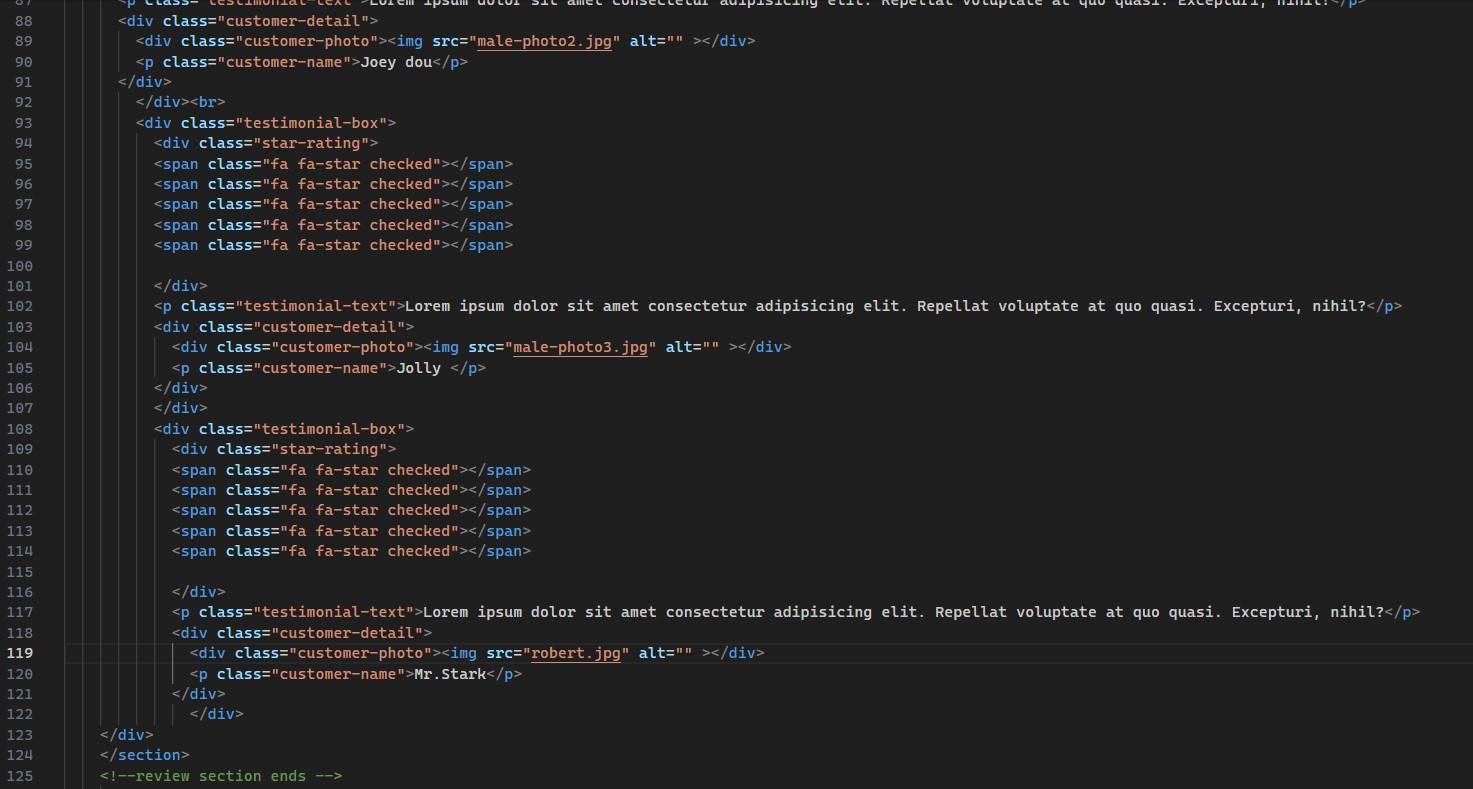 87 <p class="testimonial-text">Lorem ipsum dolor sit amet consectetur adipisicing elit. Repellat voluptate at quo quasi. Excepturi, nihil?</p>
88 <div class="customer-detail">
89 <div class="customer-photo"><img src="male-photo2.jpg" alt="" ></div>
90 <p class="customer-name">Joey dou</p>
91 </div>
92 </div><br>
93 <div class="testimonial-box">
94 <div class="star-rating">
95 <span class="fa fa-star checked"></span>
96 <span class="fa fa-star checked"></span>
97 <span class="fa fa-star checked"></span>
98 <span class="fa fa-star checked"></span>
99 <span class="fa fa-star checked"></span>
100
101 </div>
102 <p class="testimonial-text">Lorem ipsum dolor sit amet consectetur adipisicing elit. Repellat voluptate at quo quasi. Excepturi, nihil?</p>
103 <div class="customer-detail">
104 <div class="customer-photo"><img src="male-photo3.jpg" alt="" ></div>
105 <p class="customer-name">Jolly </p>
106 </div>
107 </div>
108 <div class="testimonial-box">
109 <div class="star-rating">
110 <span class="fa fa-star checked"></span>
111 <span class="fa fa-star checked"></span>
112 <span class="fa fa-star checked"></span>
113 <span class="fa fa-star checked"></span>
114 <span class="fa fa-star checked"></span>
115
116 </div>
117 <p class="testimonial-text">Lorem ipsum dolor sit amet consectetur adipisicing elit. Repellat voluptate at quo quasi. Excepturi, nihil?</p>
118 <div class="customer-detail">
119 <div class="customer-photo"><img src="robert.jpg" alt="" ></div>
120 <p class="customer-name">Mr.Stark</p>
121 </div>
122 </div>
123 </div>
124 </section>
125 <!--review section ends -->